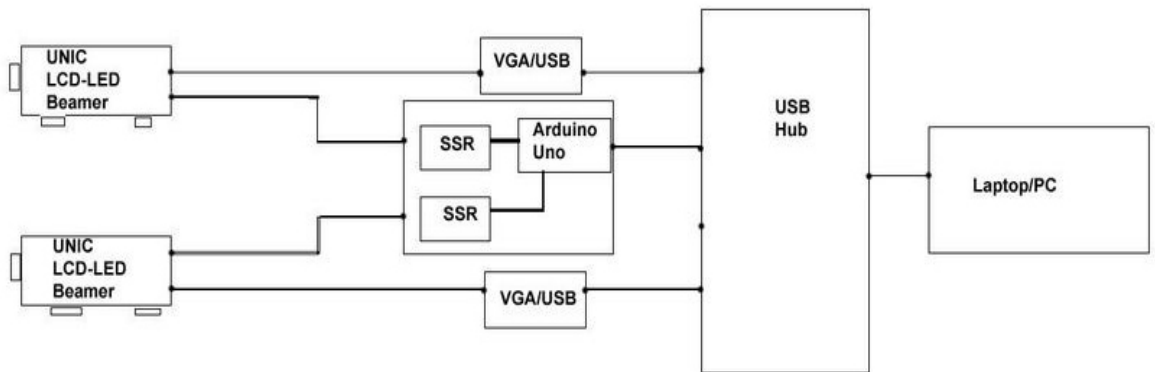 UNIC
LCD-LED
Beamer
VGA/USB
SSR
Arduino
Uno
SSR
USB
Hub
Laptop/PC
UNIC
LCD-LED
Beamer
VGA/USB